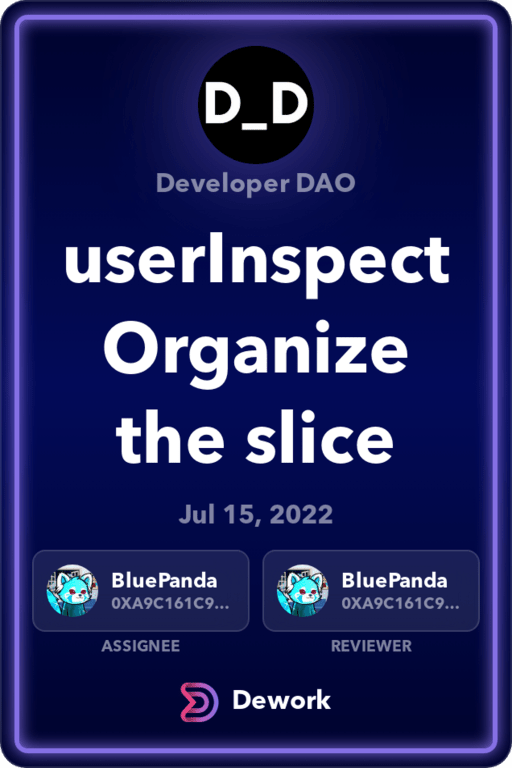 D_D
Developer DAO
userInspect
Organize
the slice
Jul 15, 2022
BluePanda
0XA9C161C9...
ASSIGNEE
BluePanda
0XA9C161C9...
REVIEWER
Dework